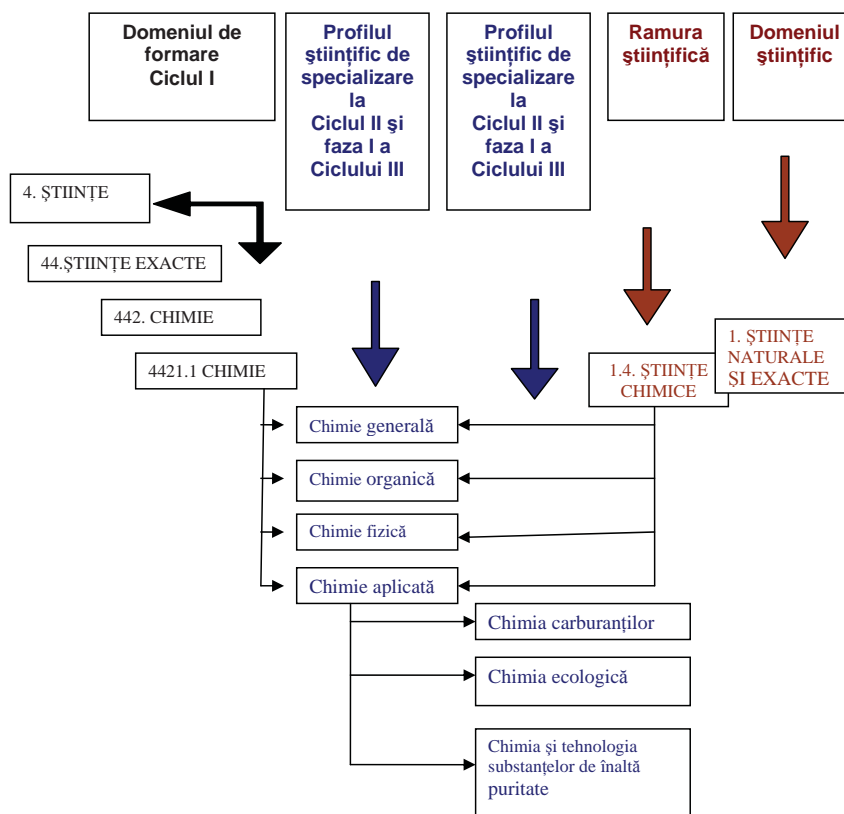 Domeniul de
formare
Ciclul I
Profilul
ştiinţific de
specializare
la
Ciclul II şi
faza I a
Ciclului III
Profilul
ştiinţific de
specializare
la
Ciclul II şi
faza I a
Ciclului III
Ramura
ştiinţifică
Domeniul
ştiinţific
4. ŞTIINŢE
44.ŞTIINŢE EXACTE
442. CHIMIE
4421.1 CHIMIE
1.4. ŞTIINŢE
CHIMICE
1. ŞTIINŢE
NATURALE
ŞI EXACTE
Chimie generală
Chimie organică
Chimie fizică
Chimie aplicată
Chimia carburanţilor
Chimia ecologică
Chimia şi tehnologia
substanţelor de înaltă
puritate